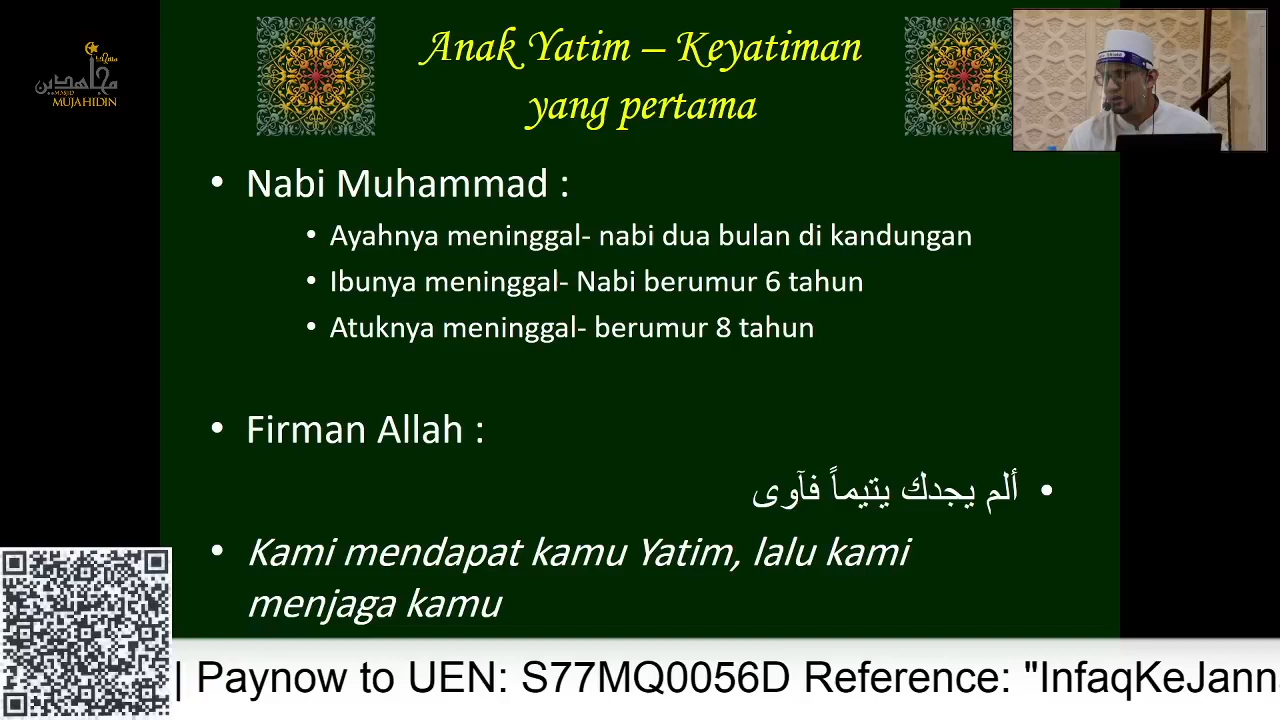 مجاهدين
MASJID
MUJAHIDIN
Anak Yatim – Keyatiman
yang pertama
• Nabi Muhammad :
• Ayahnya meninggal- nabi dua bulan di kandungan
• Ibunya meninggal- Nabi berumur 6 tahun
• Atuknya meninggal- berumur 8 tahun
• Firman Allah :
• ألم يجدك يتيماً فآوى
• Kami mendapat kamu Yatim, lalu kami
menjaga kamu
| Paynow to UEN: S77MQ0056D Reference: "InfaqKeJann